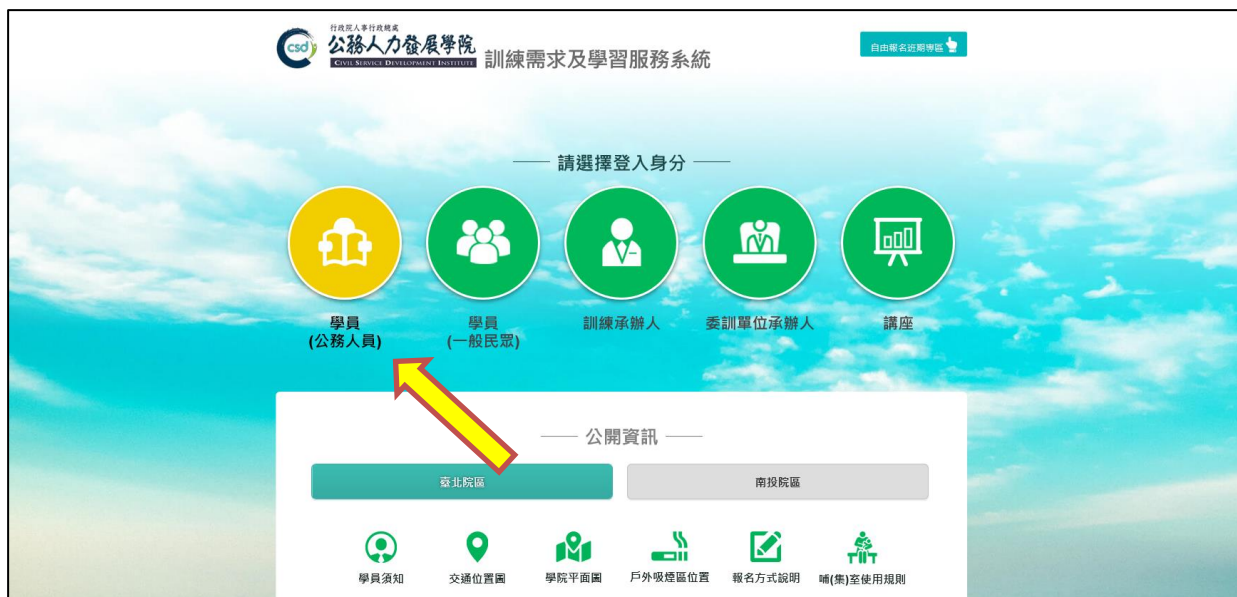 行政院人事行政總處
csdi
公務人力發展學院
CIVIL SERVICE DEVELOPMENT INSTITUTE
訓練需求及學習服務系統
自由報名班期專區
請選擇登入身分
學員
(公務人員)
學員
(一般民眾)
訓練承辦人
委訓單位承辦人
講座
公開資訊
臺北院區
南投院區
學員須知
交通位置圖
學院平面圖
戶外吸煙區位置
報名方式說明
哺(集)至使用規則